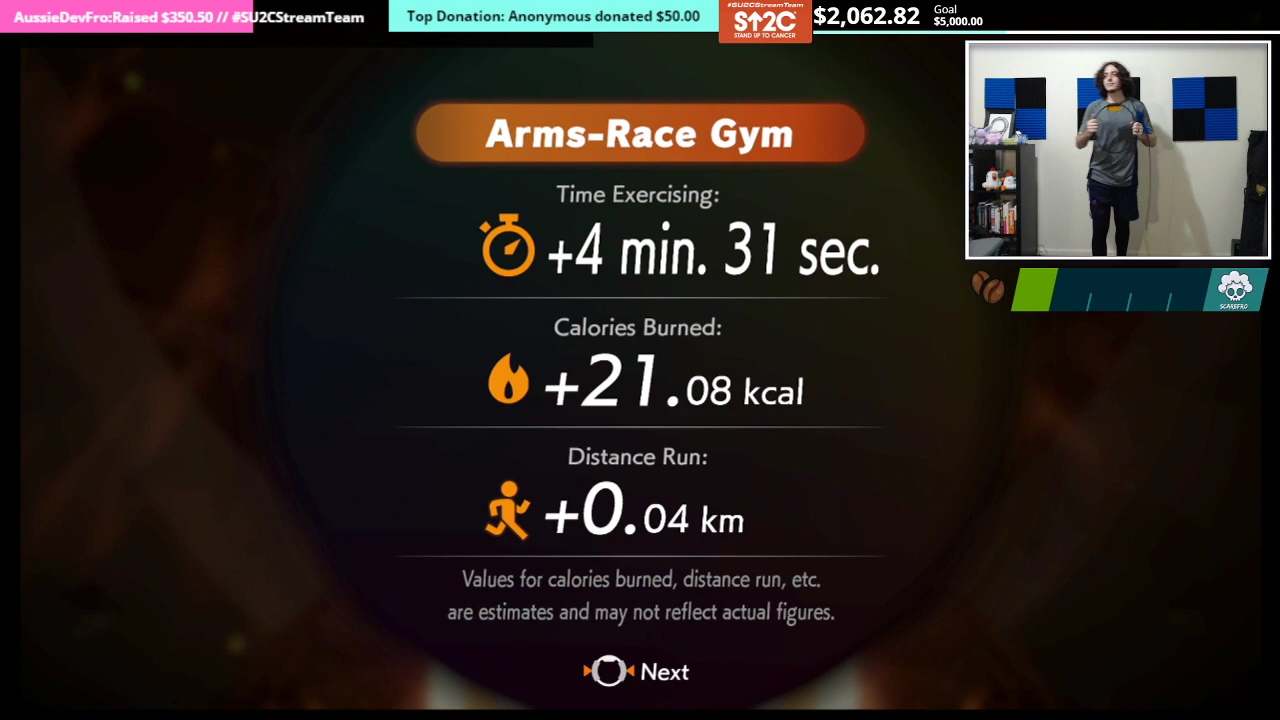 AussieDevFro:Raised $350.50 // #SU2CStreamTeam
Top Donation: Anonymous donated $50.00
#SU2CStreamTeam
S↑2C
STAND UP TO CANCER
$2,062.82
Goal
$5,000.00
Arms-Race Gym
Time Exercising:
+4 min. 31 sec.
Calories Burned:
+21.08 kcal
Distance Run:
+0.04 km
Values for calories burned, distance run, etc.
are estimates and may not reflect actual figures.
Next
SCARSFRO